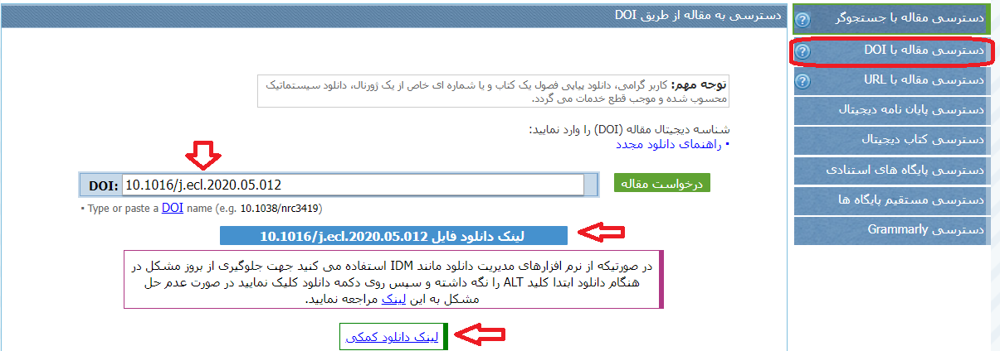 دسترسی مقاله با جستجوگر
دسترسی مقاله با DOI
دسترسی مقاله با URL
دسترسی پایان نامه دیجیتال
دسترسی کتاب دیجیتال
دسترسی پایگاه های استنادی
دسترسی مستقیم پایگاه ها
دسترسی Grammarly
دسترسی به مقاله از طریق DOI
توجه مهم: کاربر گرامی، دانلود پیاپی فصول یک کتاب و یا شماره ای خاص از یک ژورنال، دانلود سیستماتیک
محسوب شده و موجب قطع خدمات می گردد.
شناسه دیجیتال مقاله (DOI) را وارد نمایید:
• راهنمای دانلود مجدد
DOI: 10.1016/j.ecl.2020.05.012
درخواست مقاله
• Type or paste a DOI name (e.g. 10.1038/nrc3419)
لینک دانلود فایل 10.1016/j.ecl.2020.05.012
در صورتیکه از نرم افزارهای مدیریت دانلود مانند IDM استفاده می کنید جهت جلوگیری از بروز مشکل در
هنگام دانلود ابتدا کلید ALT را نگه داشته و سپس روی دکمه دانلود کلیک نمایید در صورت عدم حل
مشکل به این لینک مراجعه نمایید.
لینک دانلود کمکی